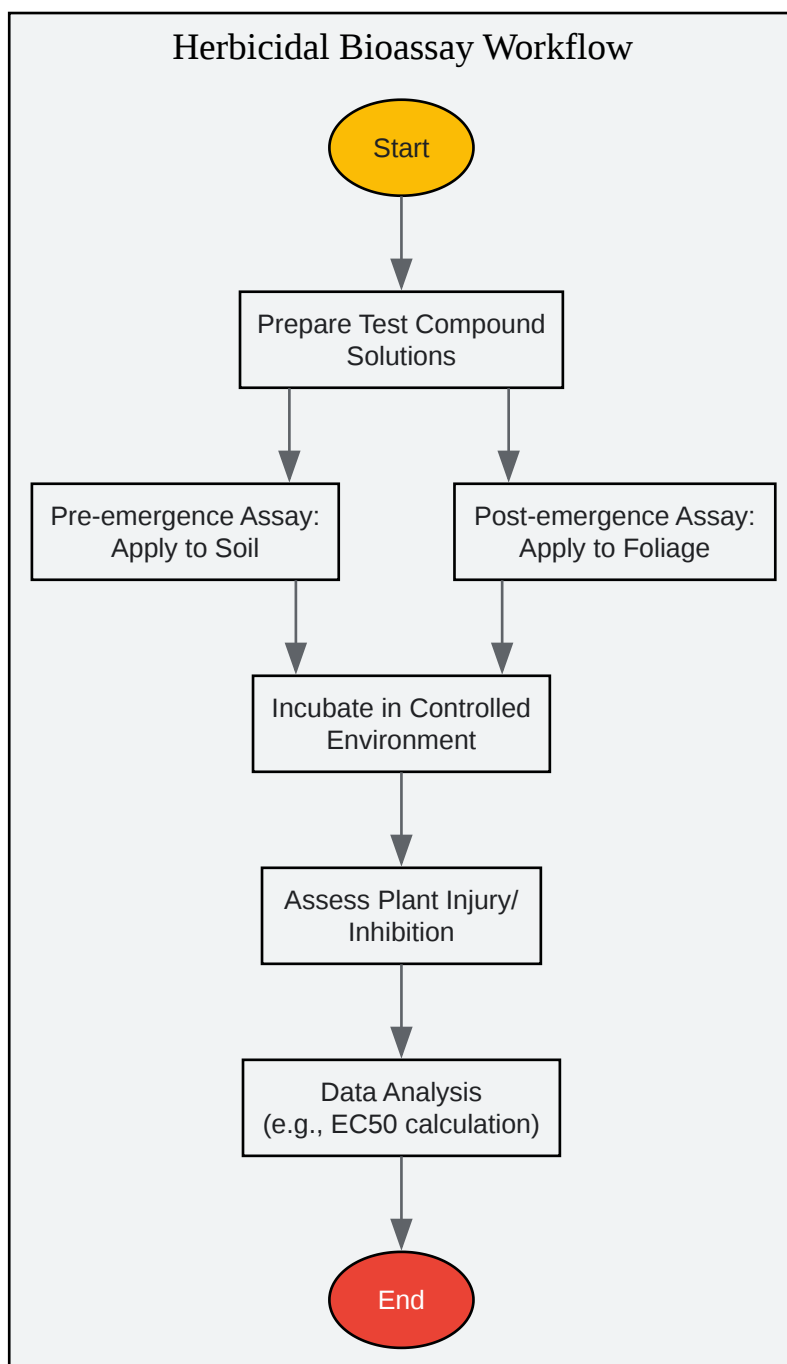 Herbicidal Bioassay Workflow
Start
Prepare Test Compound
Solutions
Pre-emergence Assay:
Apply to Soil
Post-emergence Assay:
Apply to Foliage
Incubate in Controlled
Environment
Assess Plant Injury/
Inhibition
Data Analysis
(e.g., EC50 calculation)
End